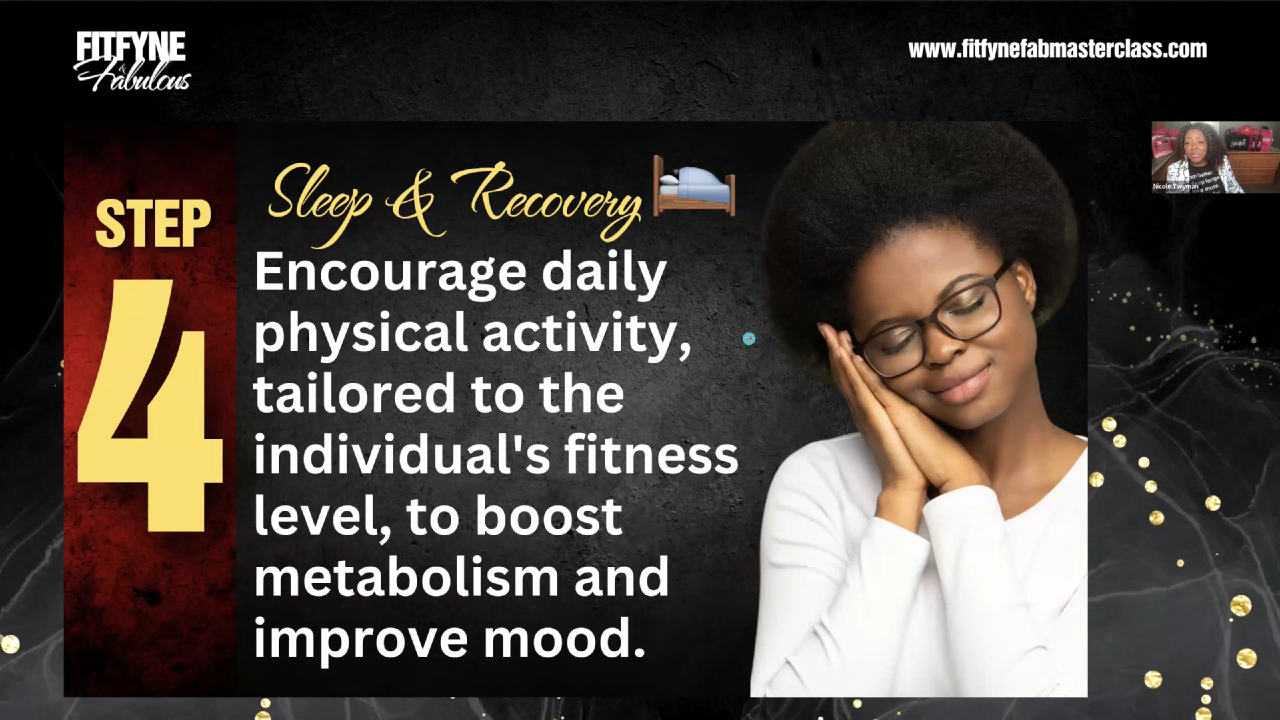 FITFYNE
&
Fabulous
www.fitfynefabmasterclass.com
STEP
4
Sleep & Recovery
Encourage daily
physical activity,
tailored to the
individual's fitness
level, to boost
metabolism and
improve mood.
Nicole Twyman